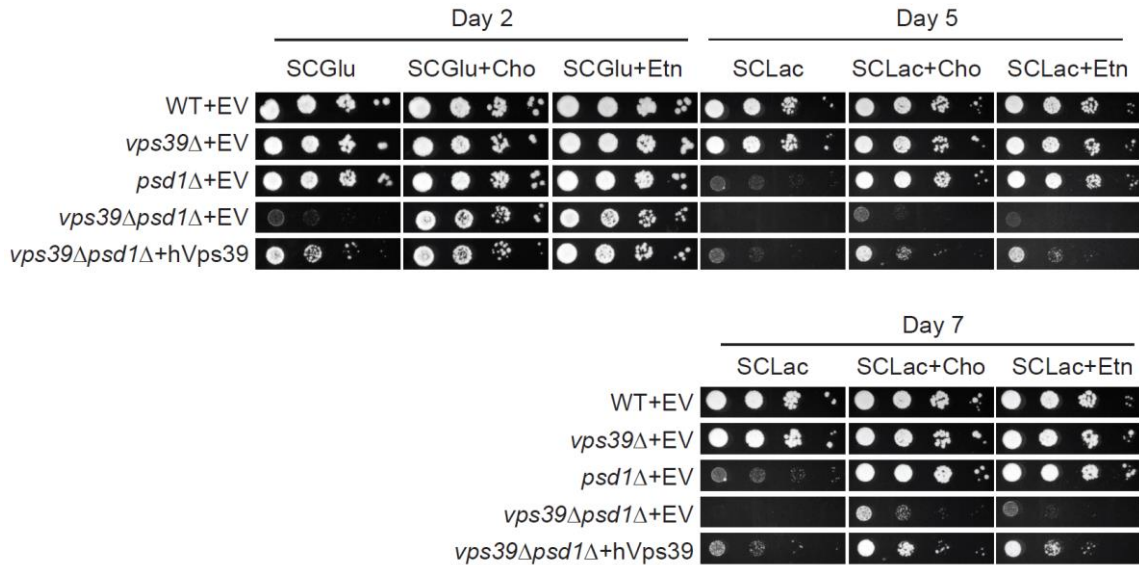 Day 2 Day 5
SCGlu SCGlu+Cho SCGlu+Etn SCLac SCLac+Cho SCLac+Etn
WT+EV
vps39Δ+EV
psd1Δ+EV
vps39Δpsd1Δ+EV
vps39Δpsd1Δ+hVps39
Day 7
SCLac SCLac+Cho SCLac+Etn
WT+EV
vps39Δ+EV
psd1Δ+EV
vps39Δpsd1Δ+EV
vps39Δpsd1Δ+hVps39